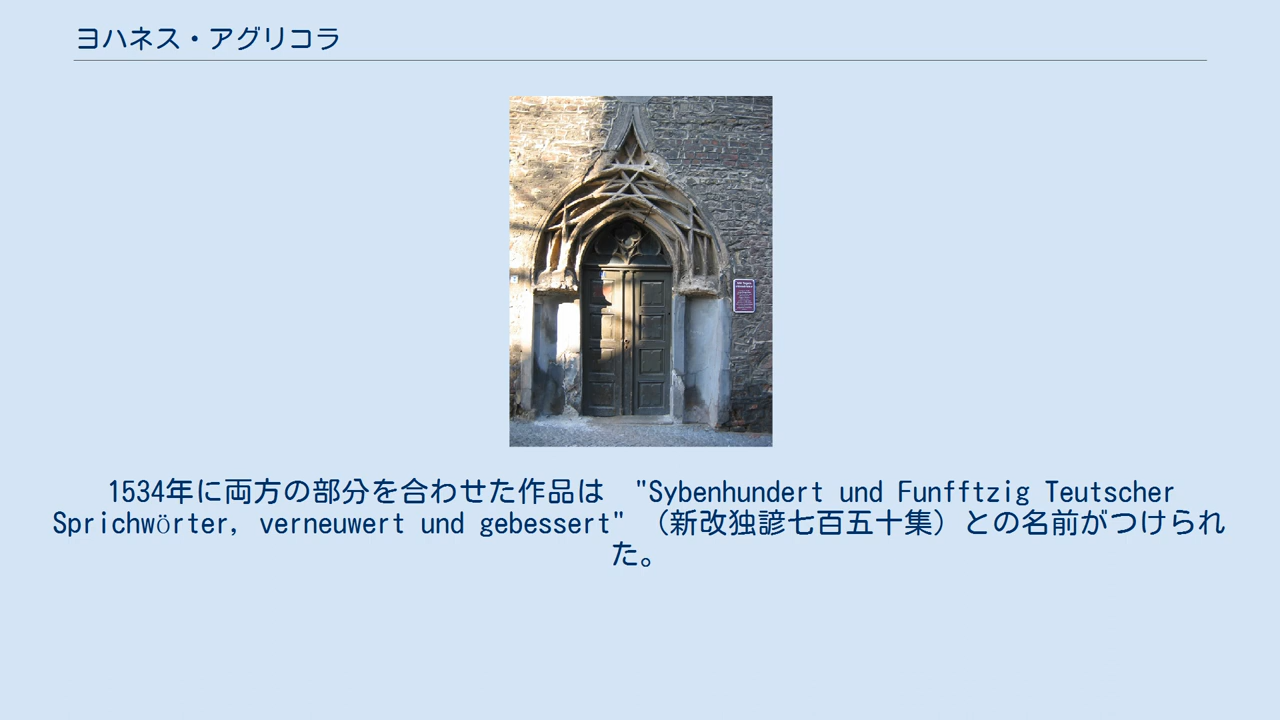 ヨハネス・アグリコラ
1534年に両方の部分を合わせた作品は　"Sybenhundert und Funfftzig Teutscher
Sprichwörter, verneuwert und gebessert"　（新改独諺七百五十集）との名前がつけられ
た。